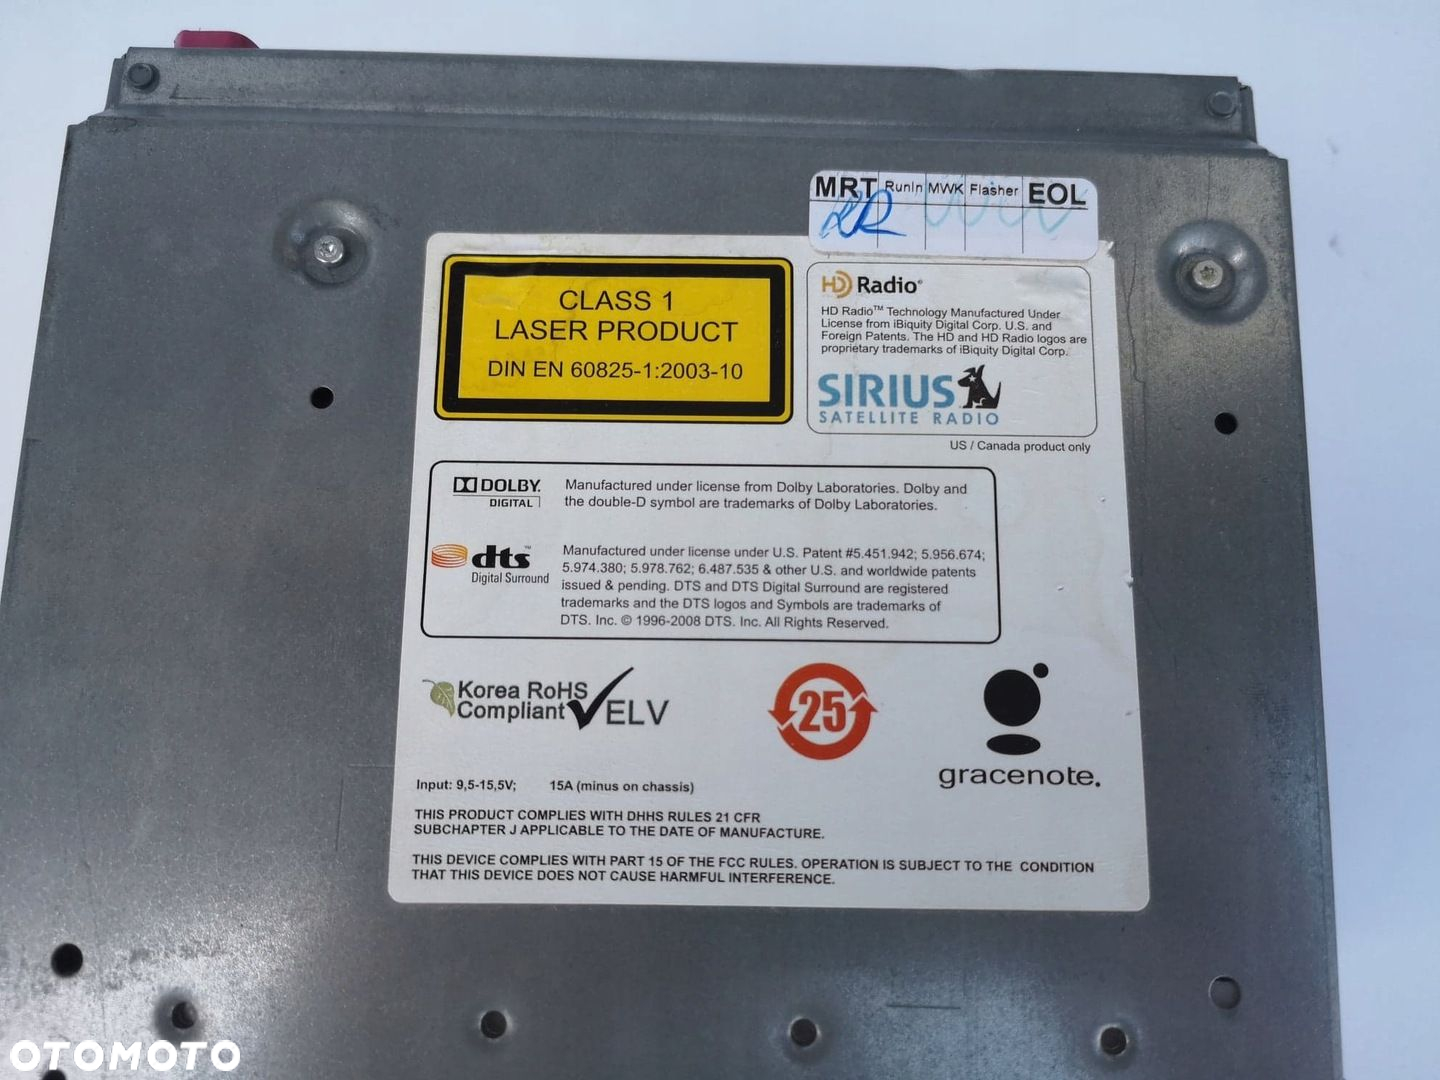 MRT RunIn MWK Flasher EOL
CLASS 1
LASER PRODUCT
DIN EN 60825-1:2003-10
HD Radio®
HD Radio™ Technology Manufactured Under
License from iBiquity Digital Corp. U.S. and
Foreign Patents. The HD and HD Radio logos are
proprietary trademarks of iBiquity Digital Corp.
SIRIUS
SATELLITE RADIO
US / Canada product only
DOLBY
DIGITAL
Manufactured under license from Dolby Laboratories. Dolby and
the double-D symbol are trademarks of Dolby Laboratories.
dts™
Digital Surround
Manufactured under license under U.S. Patent #5.451.942; 5.956.674;
5.974.380; 5.978.762; 6.487.535 & other U.S. and worldwide patents
issued & pending. DTS and DTS Digital Surround are registered
trademarks and the DTS logos and Symbols are trademarks of
DTS. Inc. © 1996-2008 DTS. Inc. All Rights Reserved.
Korea RoHS
Compliant ELV
25
gracenote.
Input: 9,5-15,5V; 15A (minus on chassis)
THIS PRODUCT COMPLIES WITH DHHS RULES 21 CFR
SUBCHAPTER J APPLICABLE TO THE DATE OF MANUFACTURE.
THIS DEVICE COMPLIES WITH PART 15 OF THE FCC RULES. OPERATION IS SUBJECT TO THE CONDITION
THAT THIS DEVICE DOES NOT CAUSE HARMFUL INTERFERENCE.
OTOMOTO